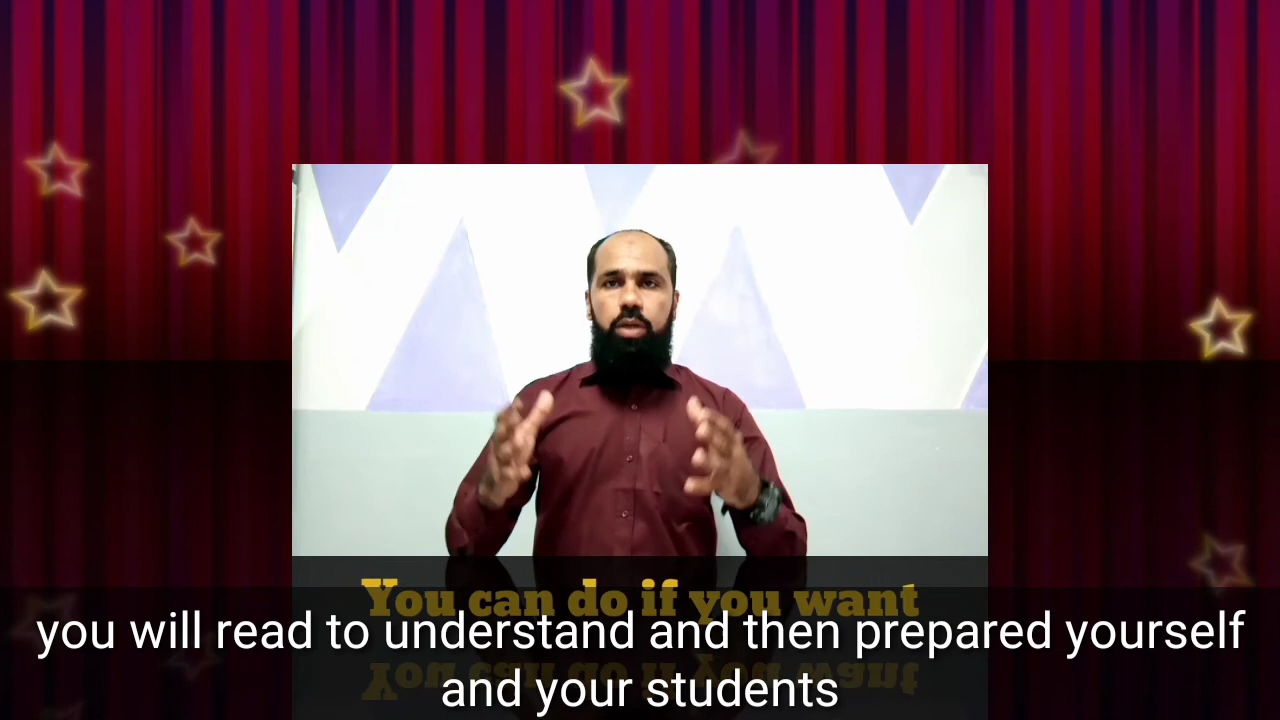 You can do if you want
you will read to understand and then prepared yourself
and your students